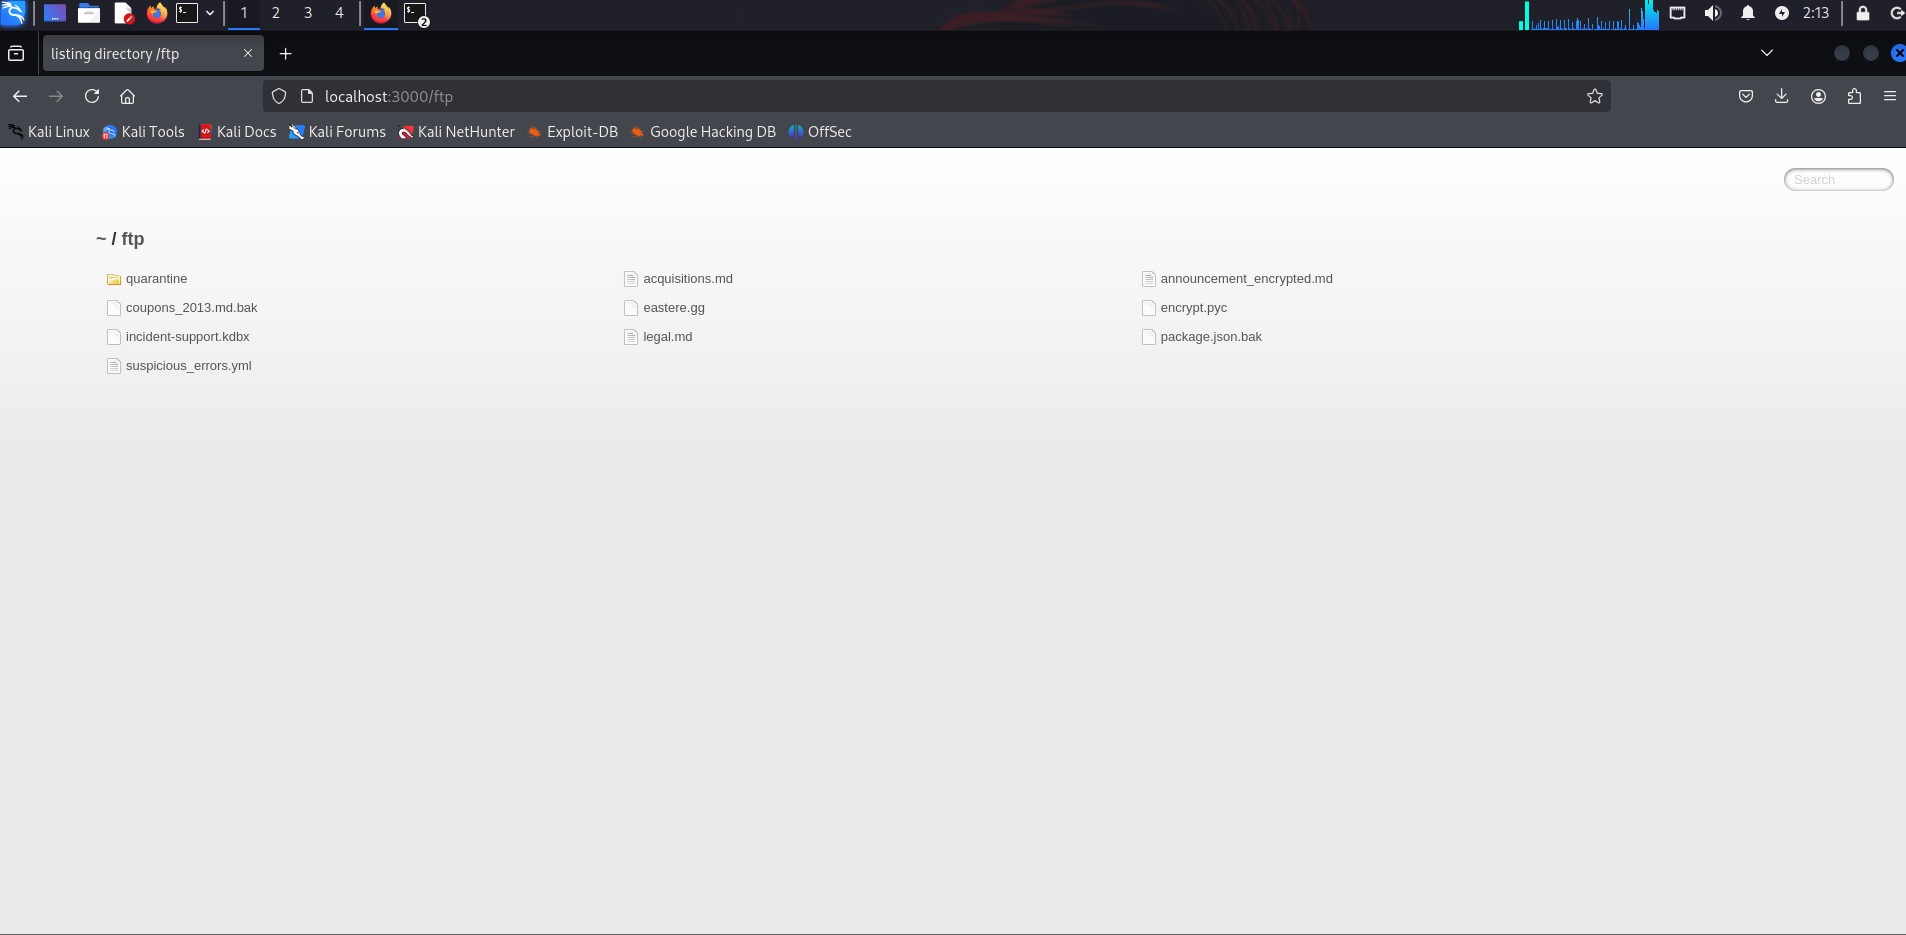 1 2 3 4 2 2:13
listing directory /ftp
localhost:3000/ftp
Kali Linux Kali Tools Kali Docs Kali Forums Kali NetHunter Exploit-DB Google Hacking DB OffSec
Search
~ / ftp
quarantine acquisitions.md announcement_encrypted.md
coupons_2013.md.bak eastere.gg encrypt.pyc
incident-support.kdbx legal.md package.json.bak
suspicious_errors.yml